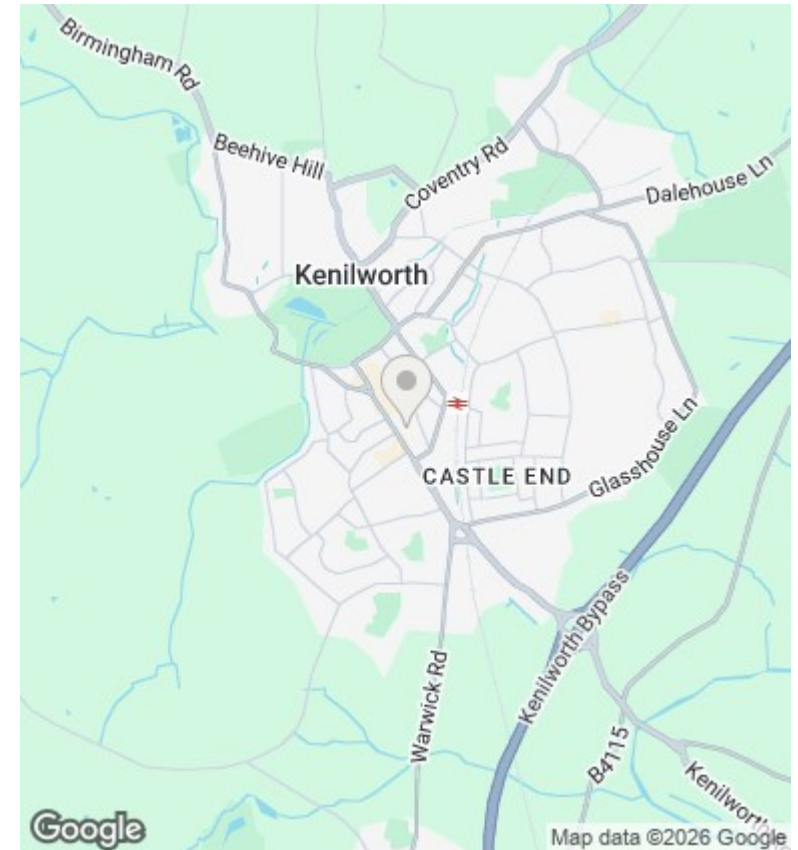 Birmingham Rd
Beehive Hill
Coventry Rd
Dalehouse Ln
Kenilworth
Glasshouse Ln
CASTLE END
Kenilworth Bypass
Warwick Rd
B4115
Kenilworth
Google
Map data ©2026 Google